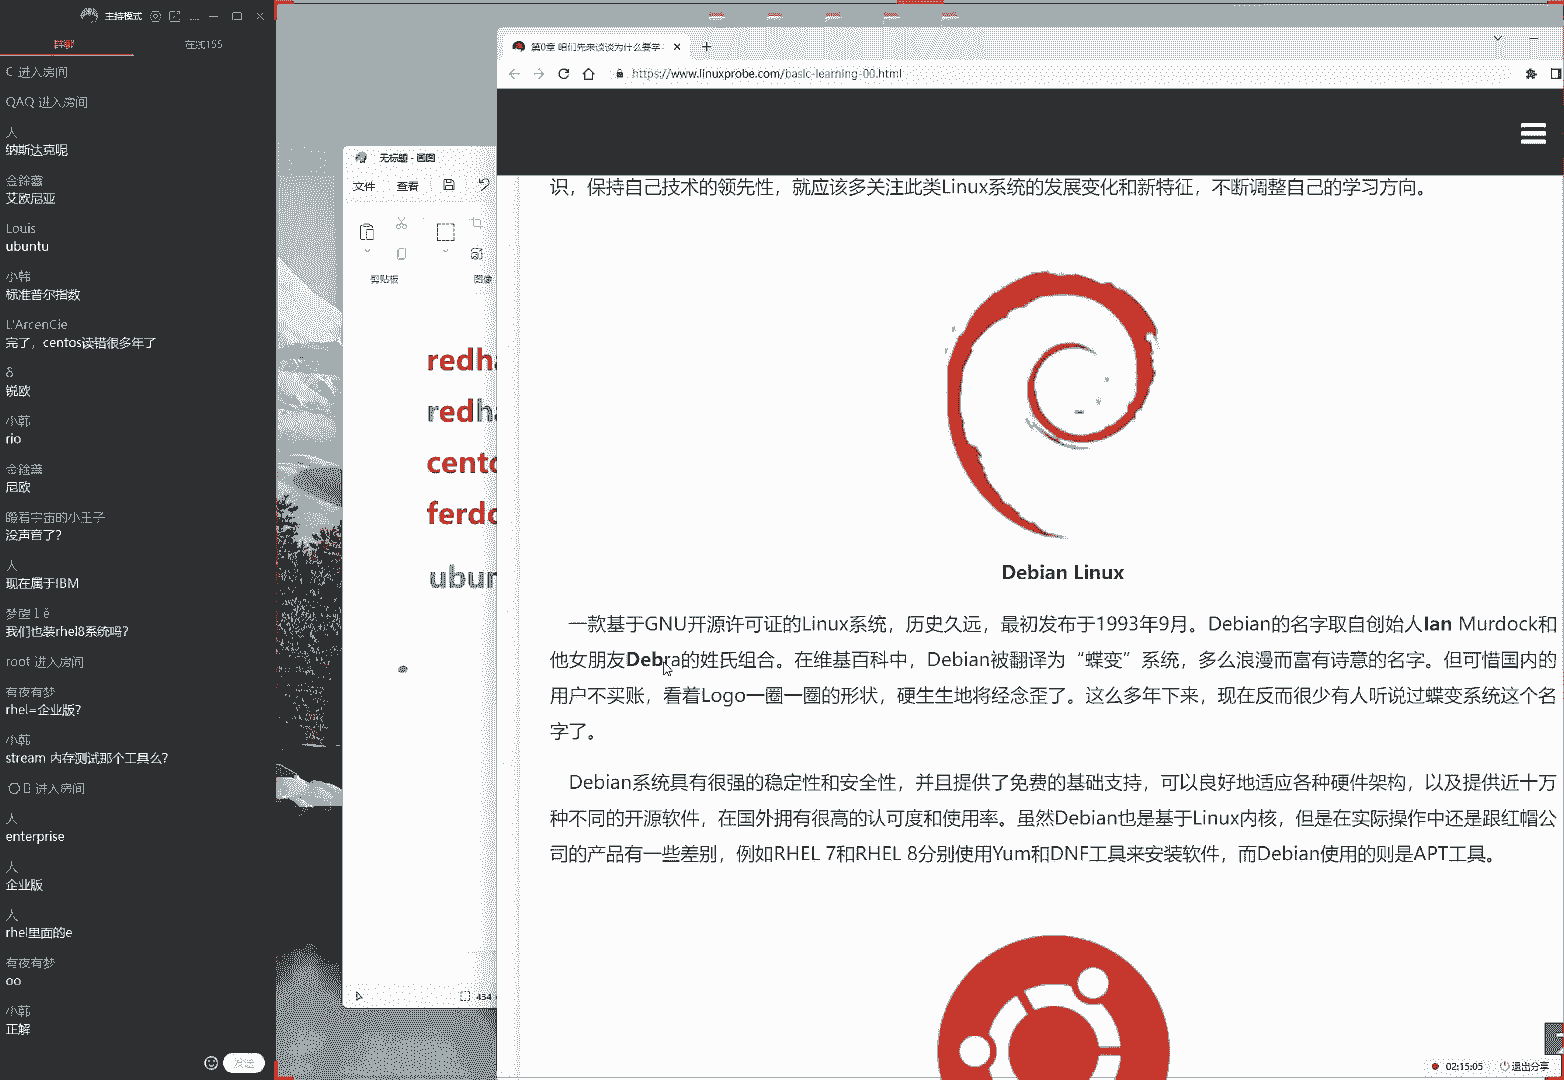 主持模式
群聊
在线155
C 进入房间
QAQ 进入房间
人
纳斯达克呢
艾欧尼亚
Louis
ubuntu
小韩
标准普尔指数
L'ArcenCie
完了，centos读错很多年了
δ
锐欧
小韩
rio
尼欧
没声音了？
人
现在属于IBM
我们也装rhel8系统吗？
root 进入房间
有夜有梦
rhel=企业版？
小韩
stream 内存测试那个工具么？
进入房间
人
enterprise
人
企业版
人
rhel里面的e
有夜有梦
oo
小韩
正解
发送
无标题 - 画图
文件
查看
剪贴板
图像
redh
redha
cento
ferdo
ubun
434
第0章 咱们先来谈谈为什么要学
https://www.linuxprobe.com/basic-learning-00.html
识，保持自己技术的领先性，就应该多关注此类Linux系统的发展变化和新特征，不断调整自己的学习方向。
Debian Linux
一款基于GNU开源许可证的Linux系统，历史久远，最初发布于1993年9月。Debian的名字取自创始人Ian Murdock和
他女朋友Debra的姓氏组合。在维基百科中，Debian被翻译为“蝶变”系统，多么浪漫而富有诗意的名字。但可惜国内的
用户不买账，看着Logo一圈一圈的形状，硬生生地将经念歪了。这么多年下来，现在反而很少有人听说过蝶变系统这个名
字了。
Debian系统具有很强的稳定性和安全性，并且提供了免费的基础支持，可以良好地适应各种硬件架构，以及提供近十万
种不同的开源软件，在国外拥有很高的认可度和使用率。虽然Debian也是基于Linux内核，但是在实际操作中还是跟红帽公
司的产品有一些差别，例如RHEL 7和RHEL 8分别使用Yum和DNF工具来安装软件，而Debian使用的则是APT工具。
02:15:05
退出分享